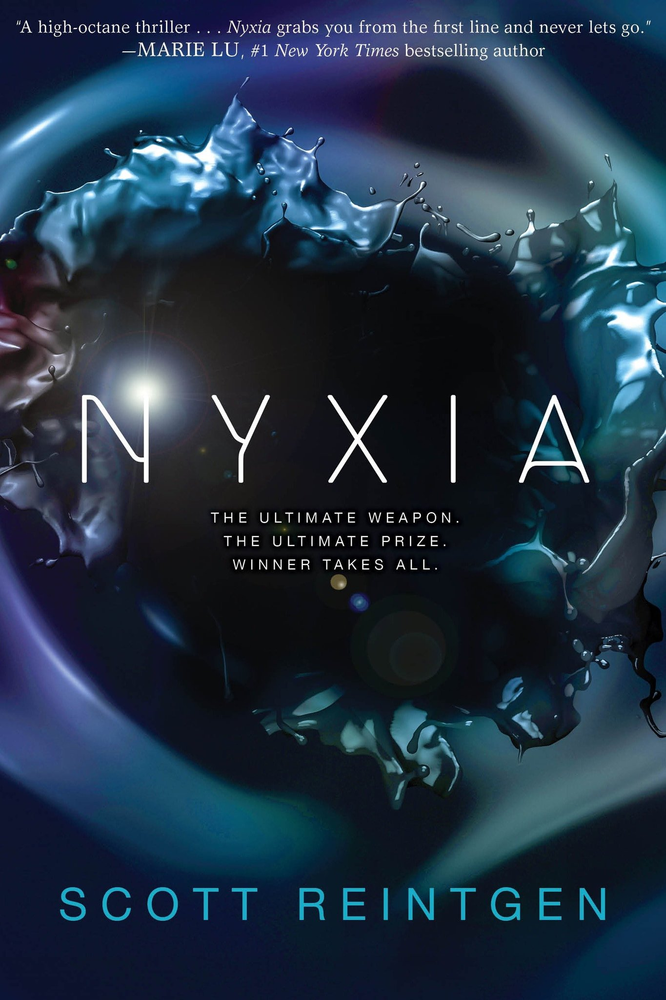 “A high-octane thriller . . . Nyxia grabs you from the first line and never lets go.”
—MARIE LU, #1 New York Times bestselling author
NYXIA
THE ULTIMATE WEAPON.
THE ULTIMATE PRIZE.
WINNER TAKES ALL.
SCOTT REINTGEN